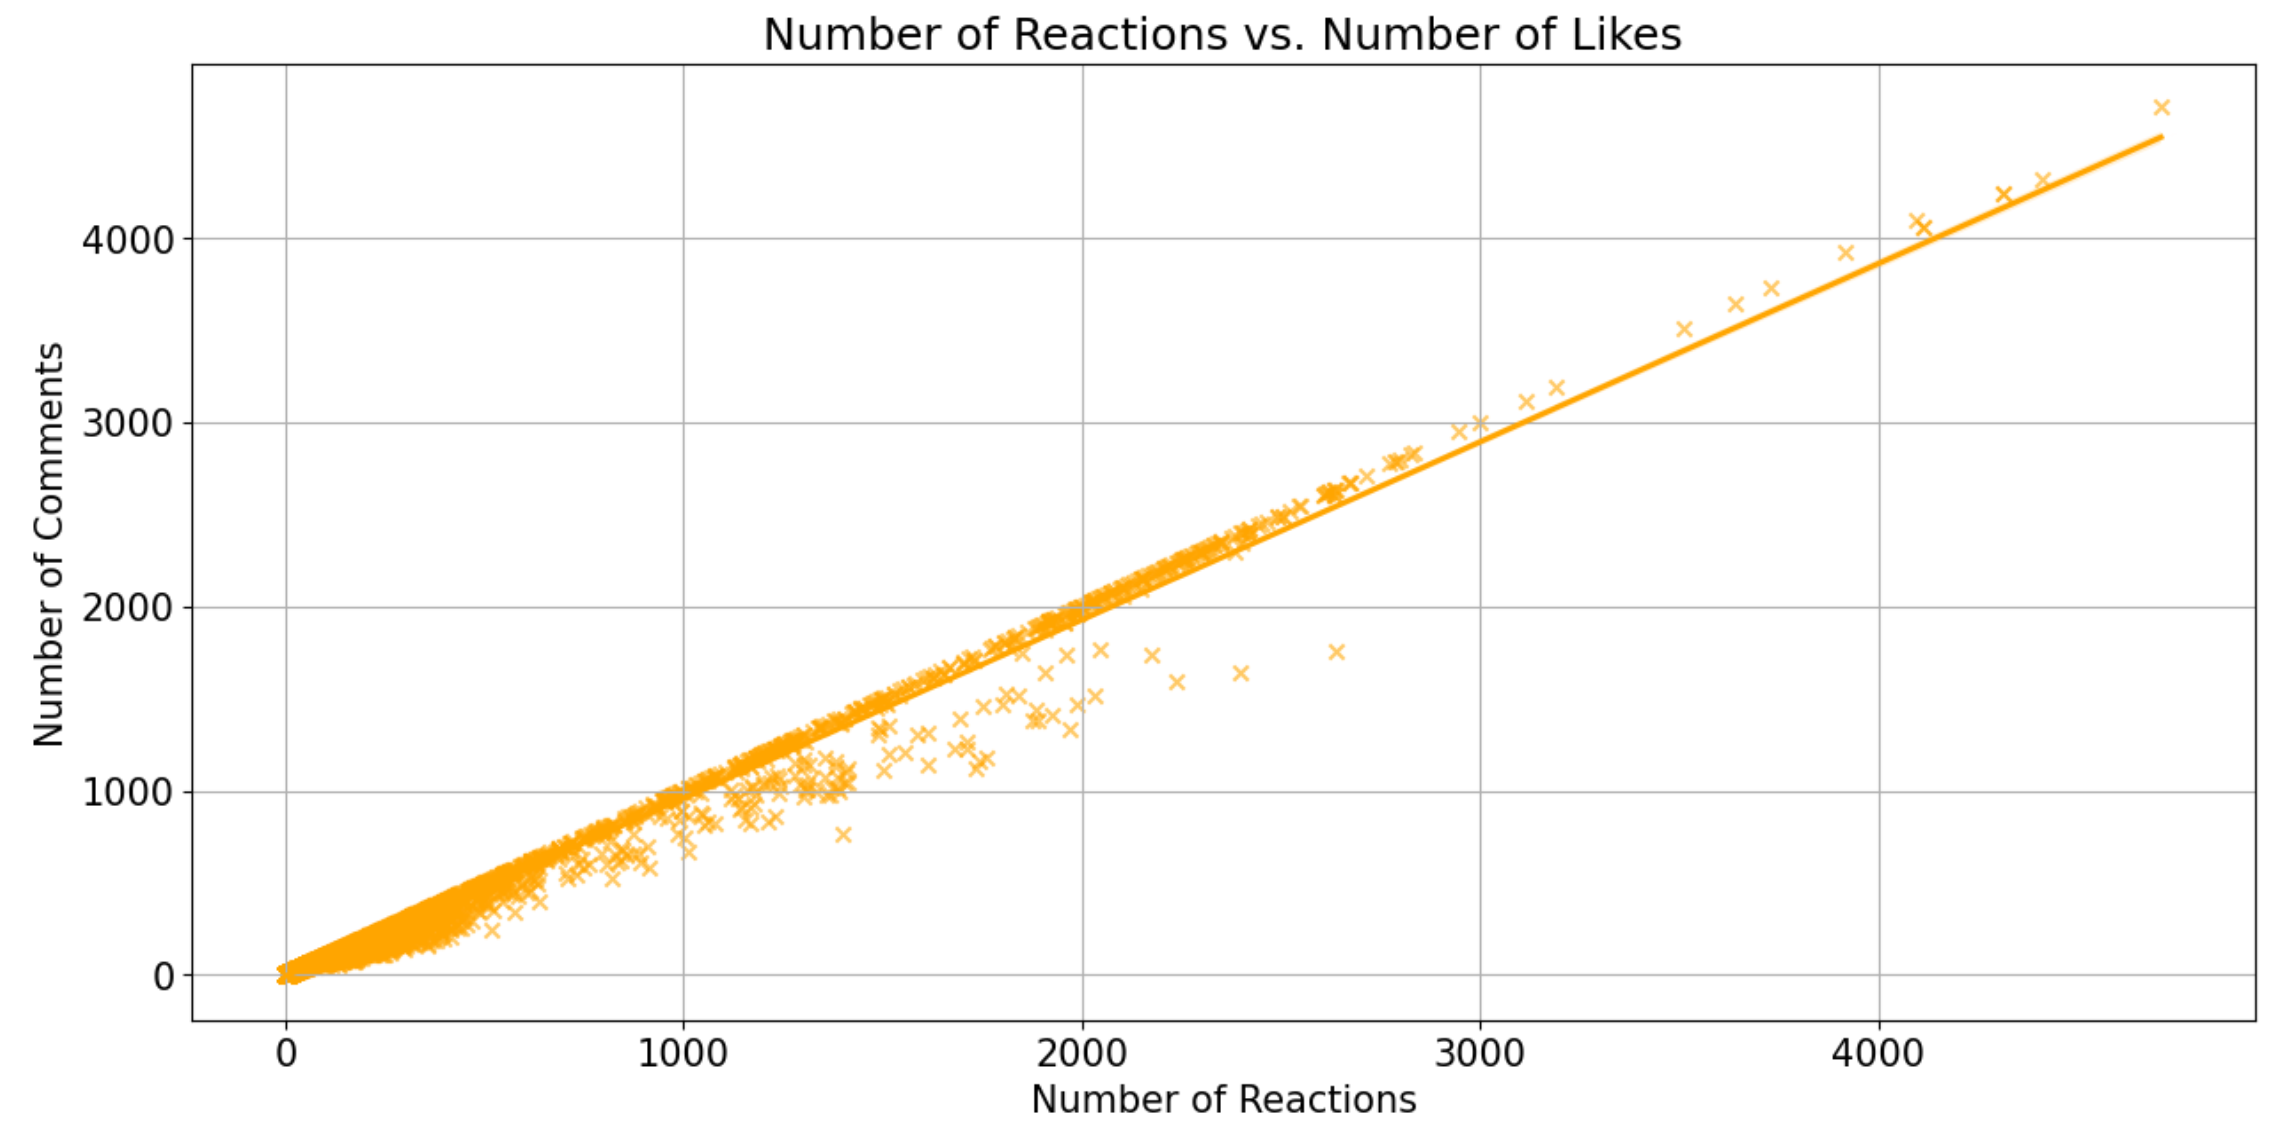 Number of Reactions vs. Number of Likes
Number of Comments
4000
3000
2000
1000
0
0 1000 2000 3000 4000
Number of Reactions